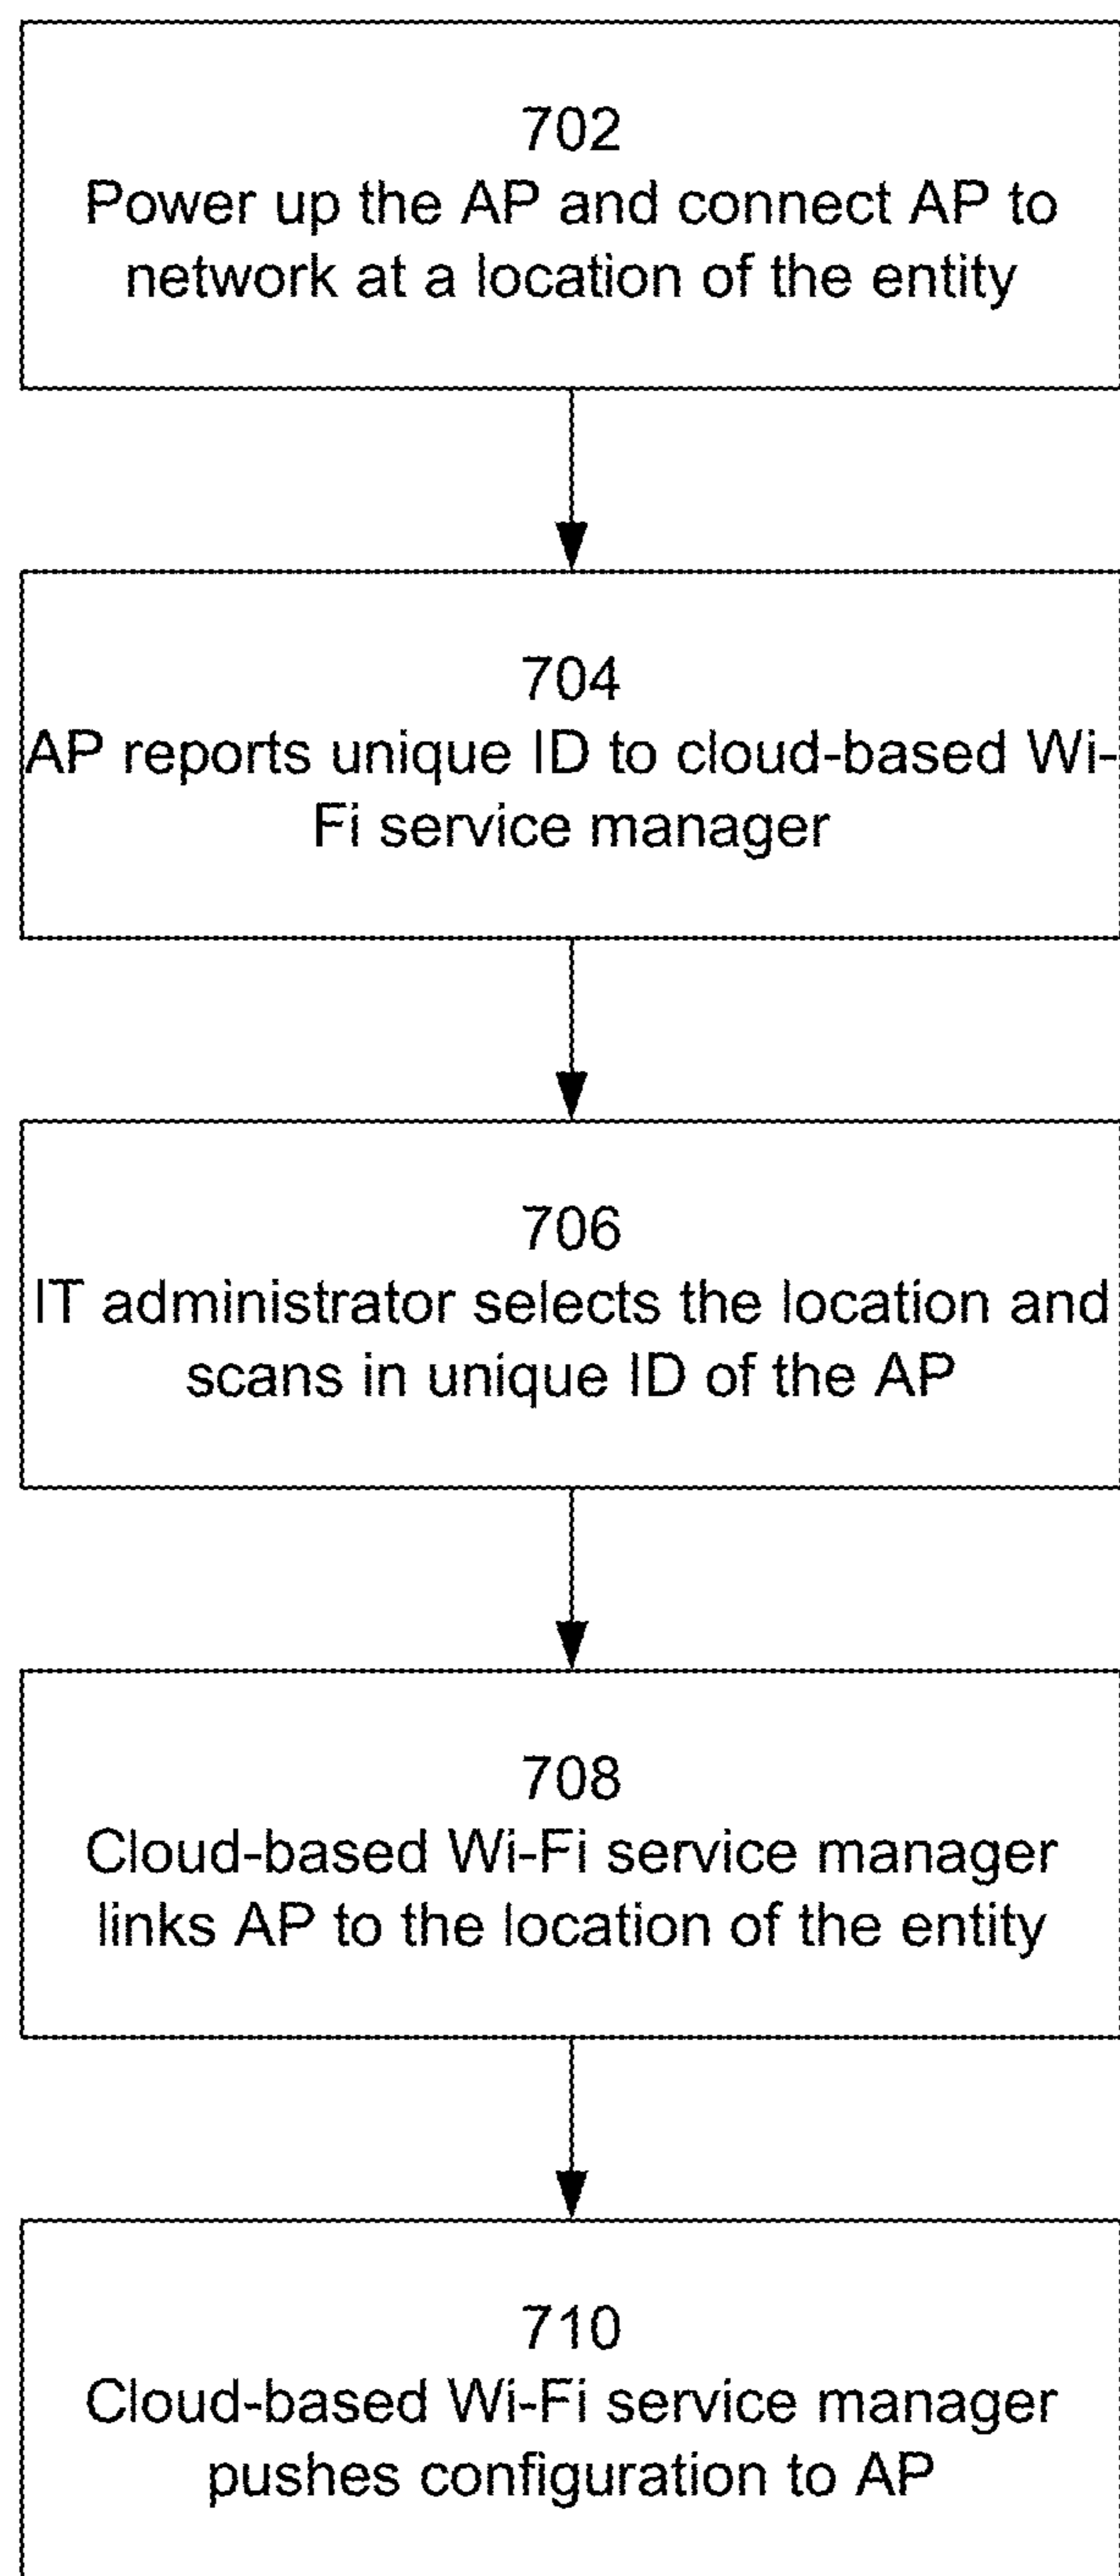 702
Power up the AP and connect AP to
network at a location of the entity
704
AP reports unique ID to cloud-based Wi-
Fi service manager
706
IT administrator selects the location and
scans in unique ID of the AP
708
Cloud-based Wi-Fi service manager
links AP to the location of the entity
710
Cloud-based Wi-Fi service manager
pushes configuration to AP